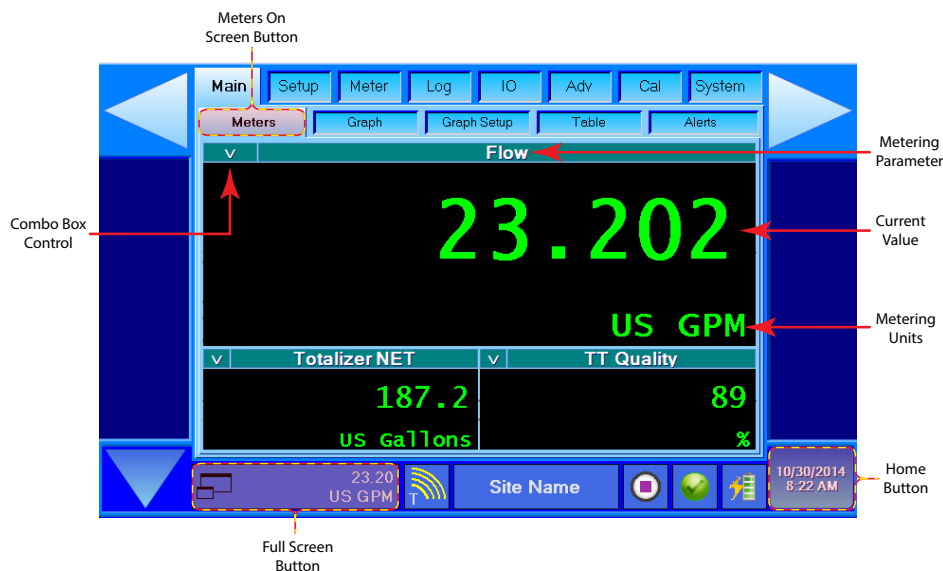 Meters On
Screen Button
Main Setup Meter Log IO Adv Cal System
Meters Graph Graph Setup Table Alerts
v Flow
Metering
Parameter
Combo Box
Control
23.202
Current
Value
US GPM
Metering
Units
v Totalizer NET v TT Quality
187.2 89
US Gallons %
23.20
US GPM
T
Site Name
10/30/2014
8:22 AM
Home
Button
Full Screen
Button